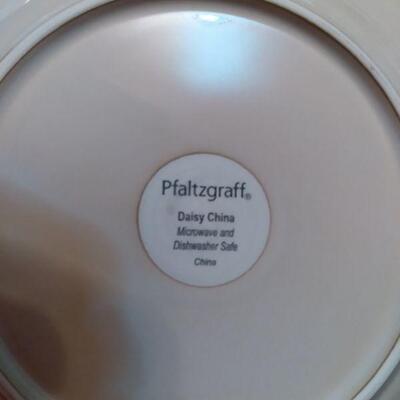 Pfaltzgraff®
Daisy China
Microwave and
Dishwasher Safe
China